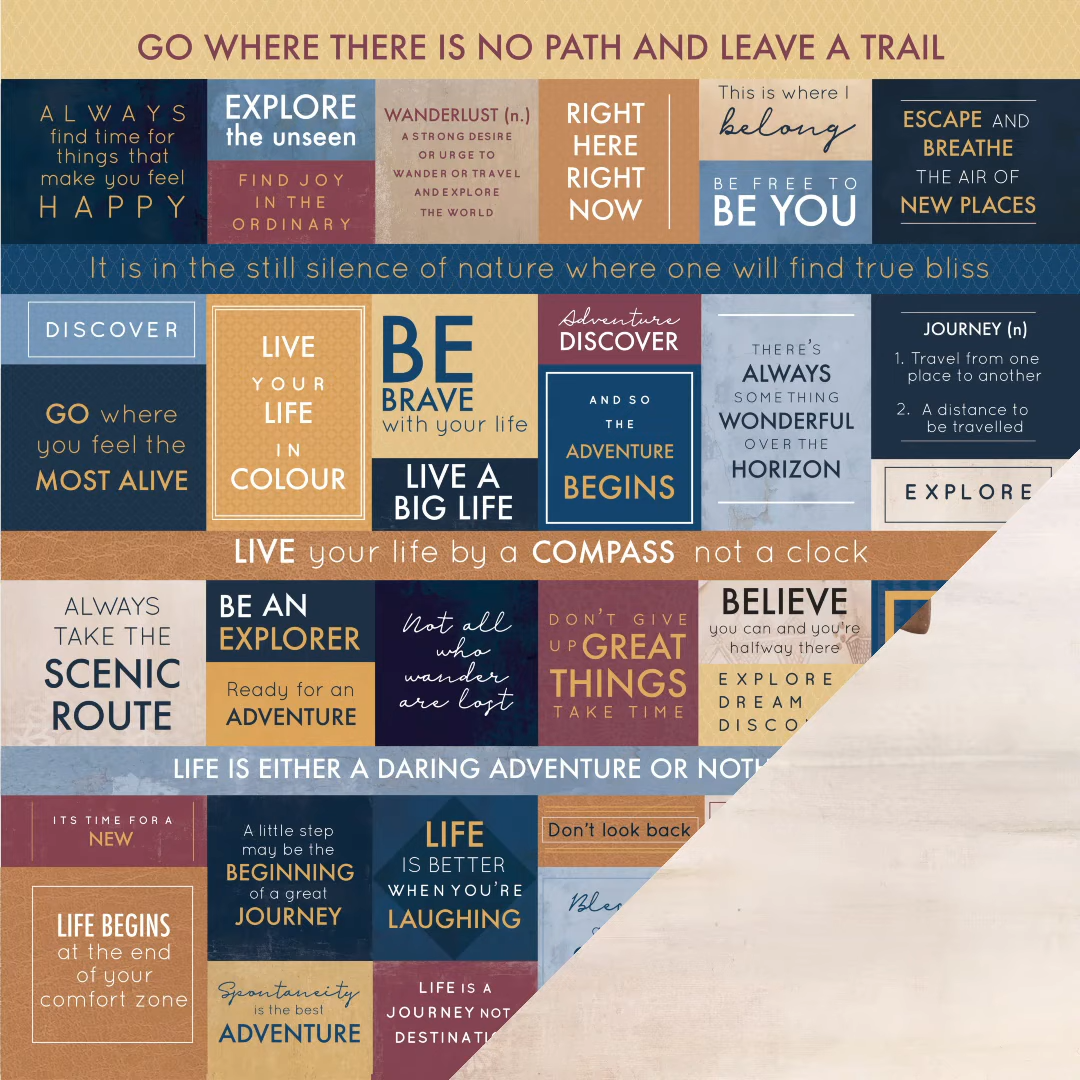 GO WHERE THERE IS NO PATH AND LEAVE A TRAIL
ALWAYS
find time for
things that
make you feel
HAPPY
EXPLORE
the unseen
FIND JOY
IN THE
ORDINARY
WANDERLUST (n.)
A STRONG DESIRE
OR URGE TO
WANDER OR TRAVEL
AND EXPLORE
THE WORLD
RIGHT
HERE
RIGHT
NOW
This is where I
belong
BE FREE TO
BE YOU
ESCAPE AND
BREATHE
THE AIR OF
NEW PLACES
It is in the still silence of nature where one will find true bliss
DISCOVER
GO where
you feel the
MOST ALIVE
LIVE
YOUR
LIFE
IN
COLOUR
BE
BRAVE
with your life
LIVE A
BIG LIFE
Adventure
DISCOVER
AND SO
THE
ADVENTURE
BEGINS
THERE'S
ALWAYS
SOMETHING
WONDERFUL
OVER THE
HORIZON
JOURNEY (n)
1. Travel from one
place to another
2. A distance to
be travelled
EXPLORE
LIVE your life by a COMPASS not a clock
ALWAYS
TAKE THE
SCENIC
ROUTE
BE AN
EXPLORER
Ready for an
ADVENTURE
Not all
who
wander
are lost
DON'T GIVE
UP GREAT
THINGS
TAKE TIME
BELIEVE
you can and you're
halfway there
EXPLORE
DREAM
DISCO
LIFE IS EITHER A DARING ADVENTURE OR NOTH
ITS TIME FOR A
NEW
LIFE BEGINS
at the end
of your
comfort zone
A little step
may be the
BEGINNING
of a great
JOURNEY
Spontaneity
is the best
ADVENTURE
LIFE
IS BETTER
WHEN YOU'RE
LAUGHING
LIFE IS A
JOURNEY NOT
DESTINATI
Don't look back
Bles